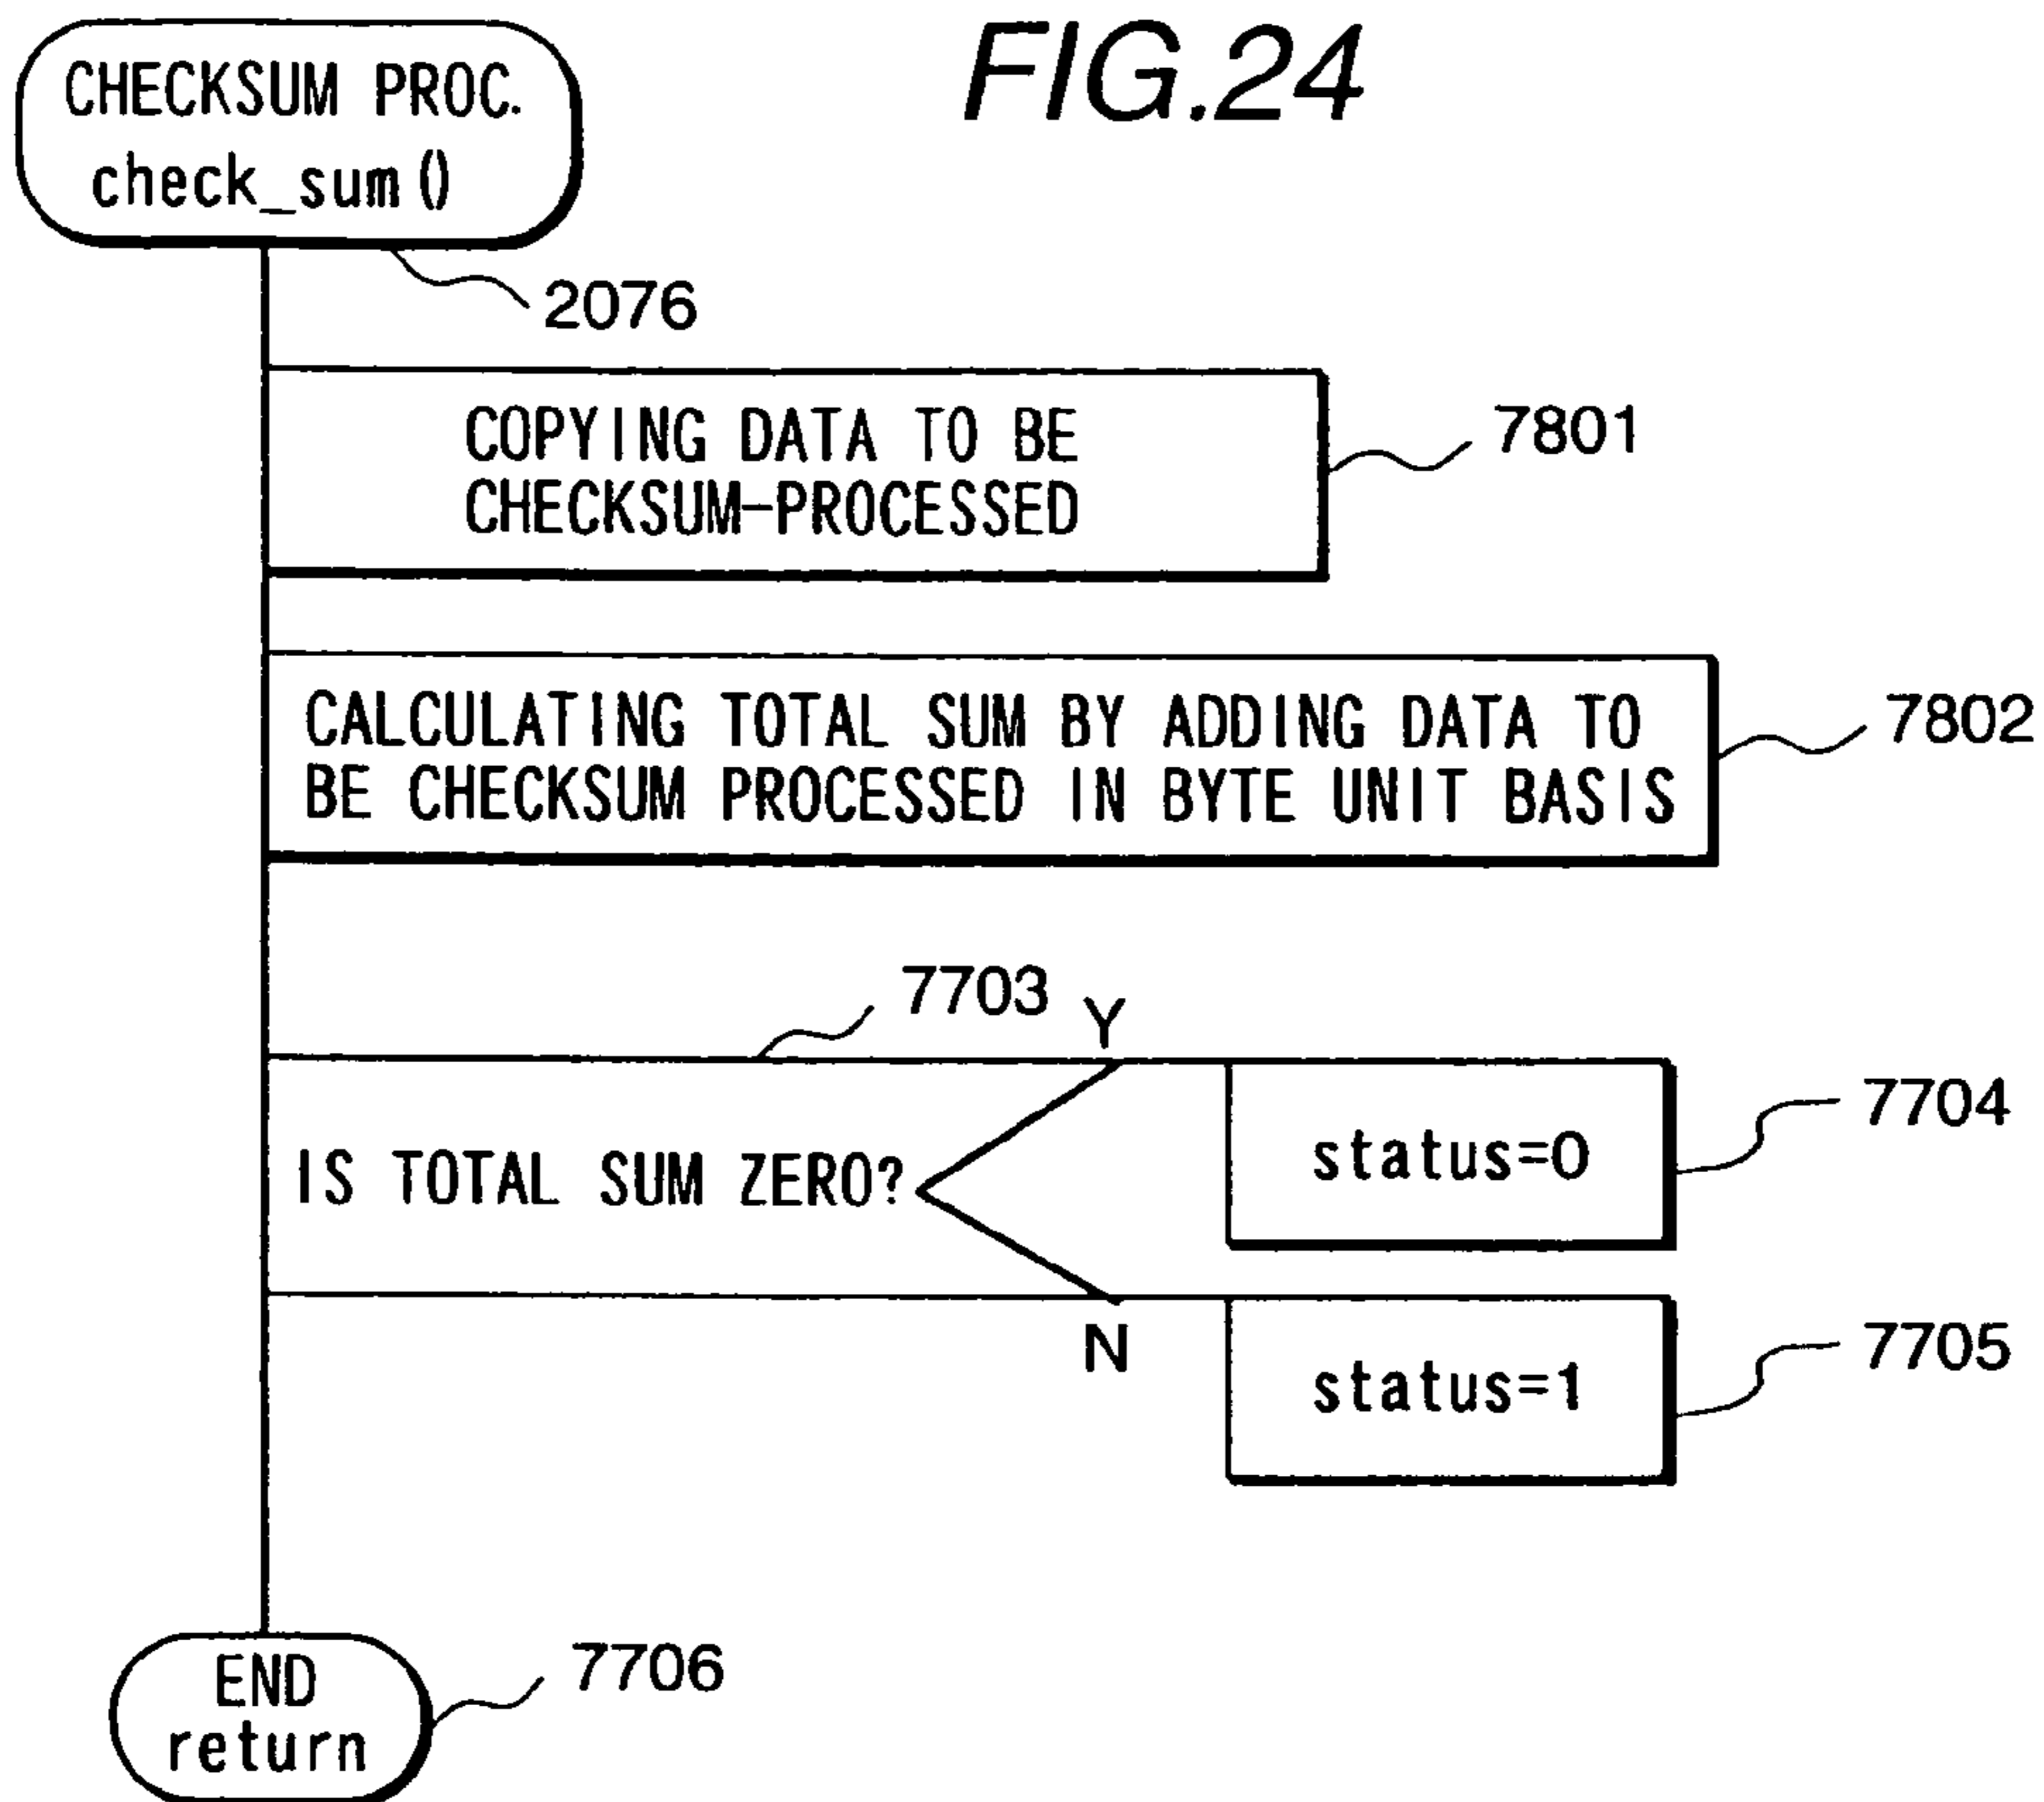 FIG.24
CHECKSUM PROC.
check_sum()
2076
COPYING DATA TO BE
CHECKSUM-PROCESSED
7801
CALCULATING TOTAL SUM BY ADDING DATA TO
BE CHECKSUM PROCESSED IN BYTE UNIT BASIS
7802
7703
Y
IS TOTAL SUM ZERO?
status=0
7704
N
status=1
7705
END
return
7706